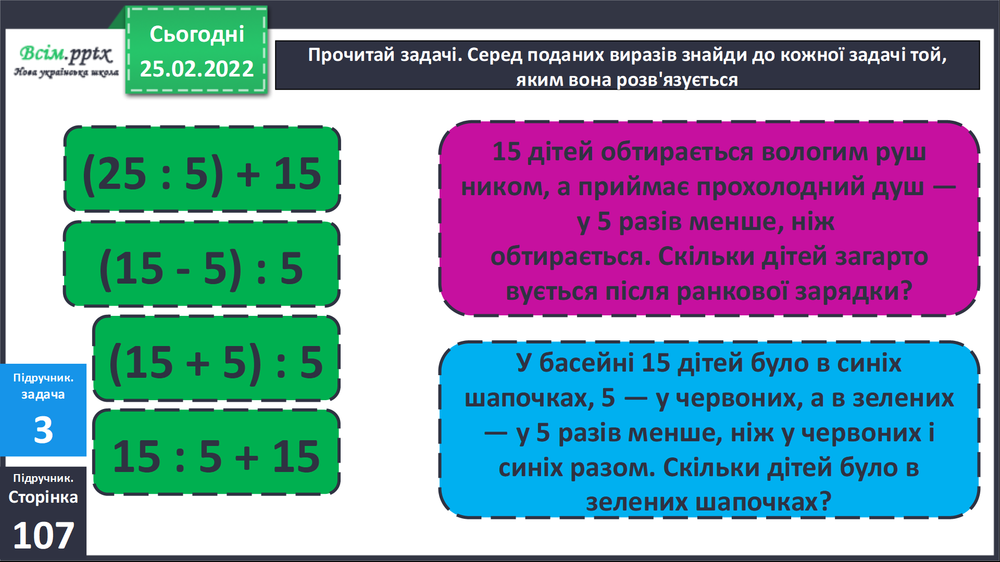 Всім.pptx
Нова українська школа
Сьогодні
25.02.2022
Прочитай задачі. Серед поданих виразів знайди до кожної задачі той,
яким вона розв'язується
(25 : 5) + 15
(15 - 5) : 5
(15 + 5) : 5
15 : 5 + 15
15 дітей обтирається вологим руш
ником, а приймає прохолодний душ —
у 5 разів менше, ніж
обтирається. Скільки дітей загарто
вується після ранкової зарядки?
У басейні 15 дітей було в синіх
шапочках, 5 — у червоних, а в зелених
— у 5 разів менше, ніж у червоних і
синіх разом. Скільки дітей було в
зелених шапочках?
Підручник.
задача
3
Підручник.
Сторінка
107